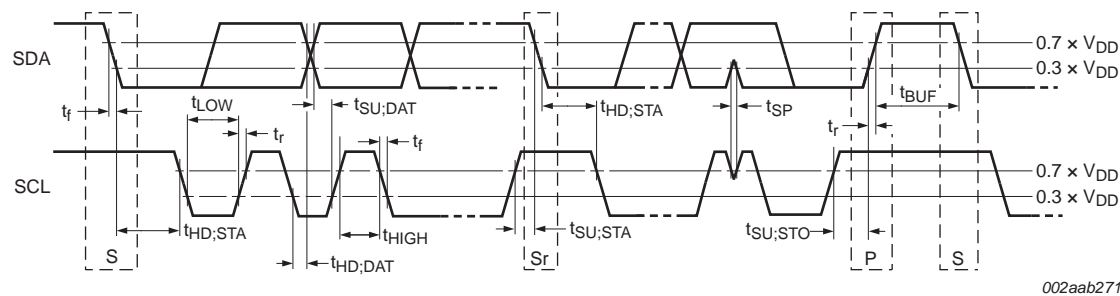 SDA
0.7 × VDD
0.3 × VDD
tf
tLOW
tSU;DAT
tHD;STA
tSP
tBUF
tr
tf
tr
SCL
0.7 × VDD
0.3 × VDD
tHD;STA
tHIGH
tSU;STA
tSU;STO
S
tHD;DAT
Sr
P
S
002aab271